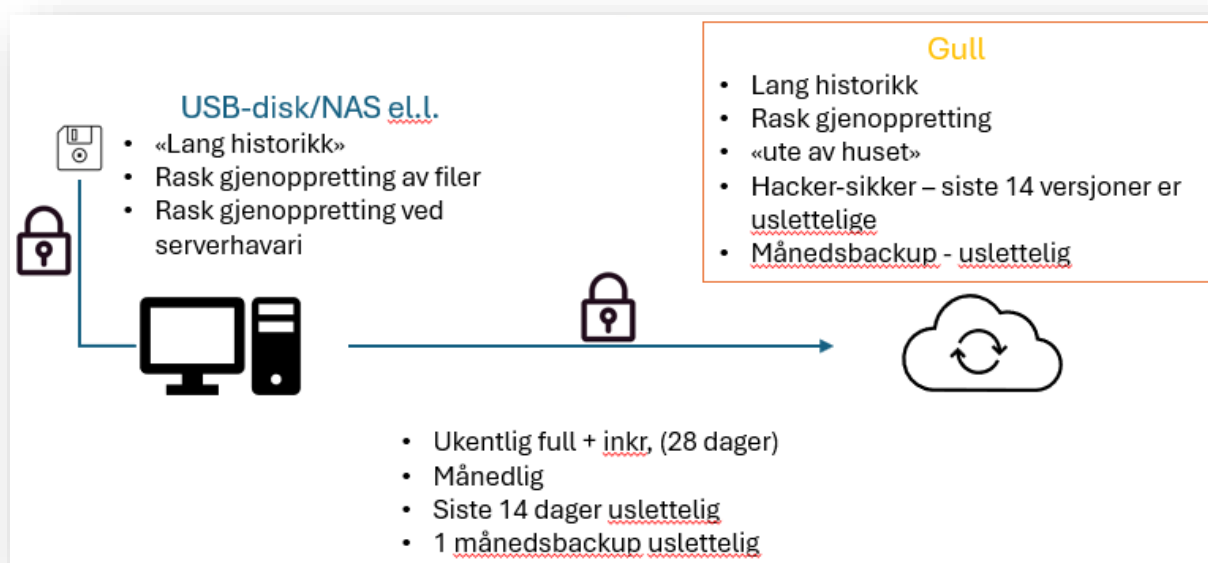 USB-disk/NAS el.l.
• «Lang historikk»
• Rask gjenoppretting av filer
• Rask gjenoppretting ved
serverhavari
Gull
• Lang historikk
• Rask gjenoppretting
• «ute av huset»
• Hacker-sikker – siste 14 versjoner er
uslettelige
• Månedsbackup - uslettelig
• Ukentlig full + inkr, (28 dager)
• Månedlig
• Siste 14 dager uslettelig
• 1 månedsbackup uslettelig